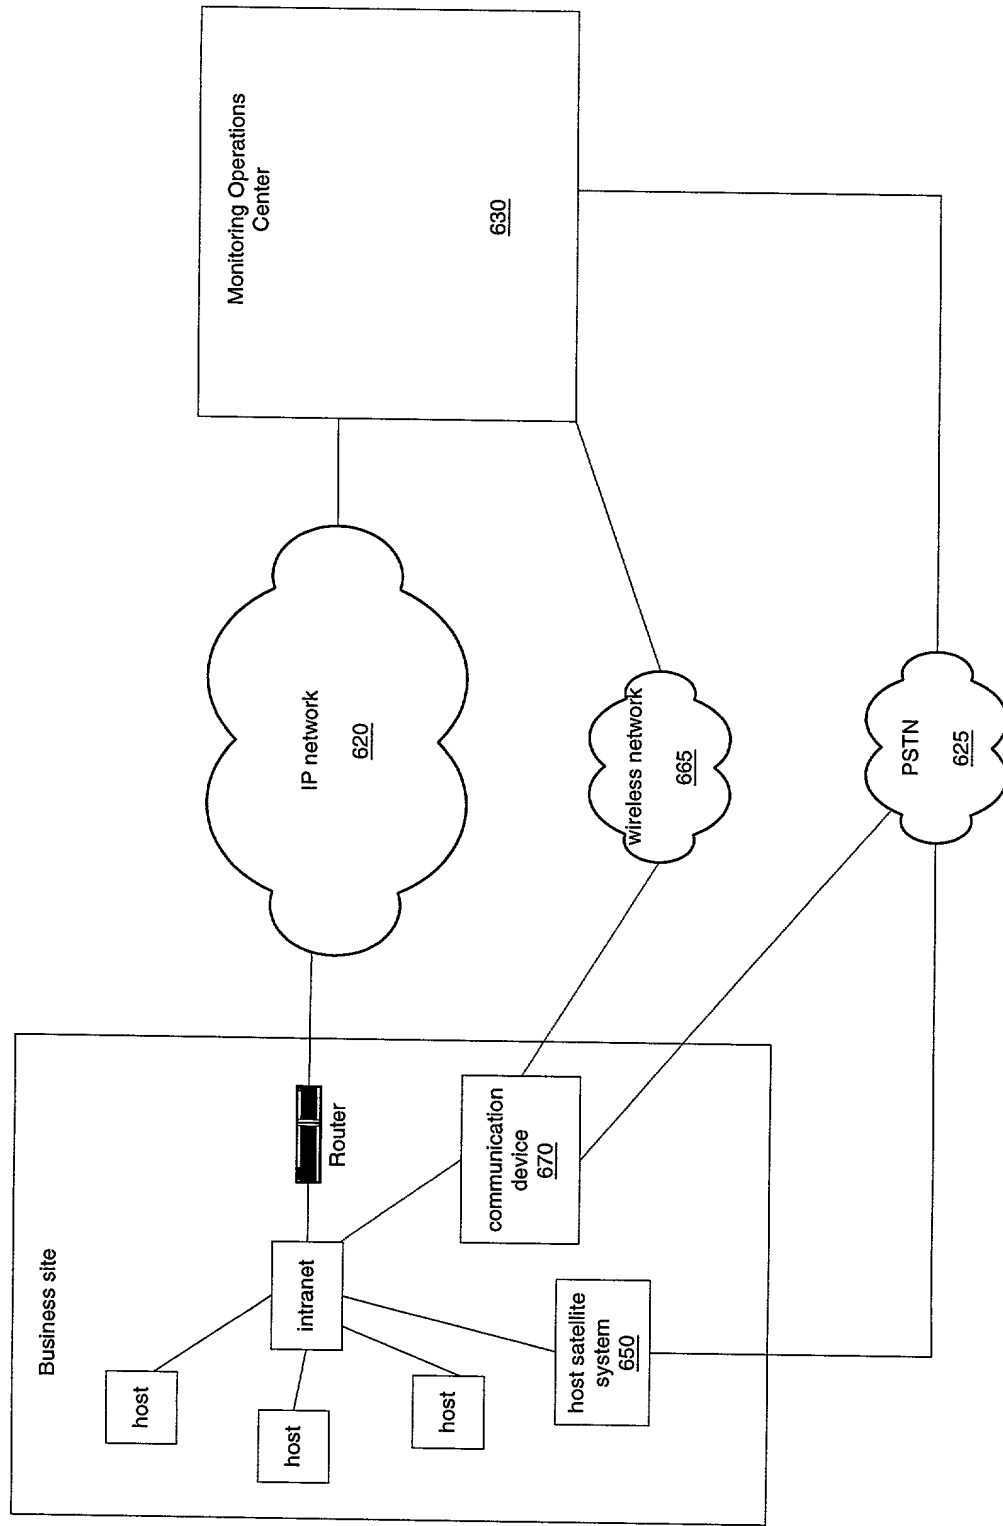 Business site
host
host
host
intranet
Router
host satellite
system
650
communication
device
670
IP network
620
wireless network
665
PSTN
625
Monitoring Operations
Center
630